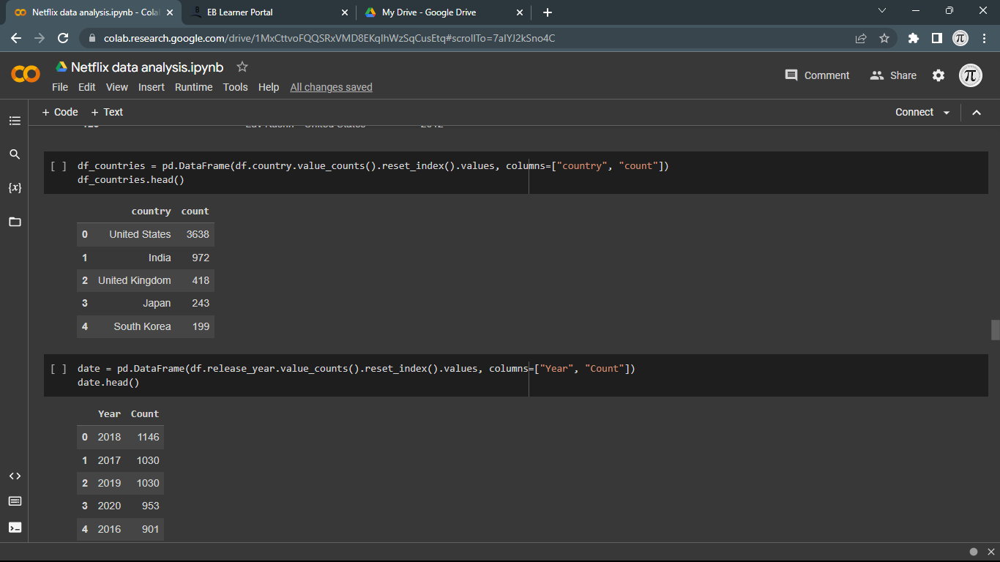 Netflix data analysis.ipynb - Cola
EB Learner Portal
My Drive - Google Drive
colab.research.google.com/drive/1MxCttvoFQQSRxVMD8EKqIhWzSqCusEtq#scrollTo=7alYJ2kSno4C
Netflix data analysis.ipynb
Comment
Share
File Edit View Insert Runtime Tools Help All changes saved
+ Code + Text
Connect
[ ] df_countries = pd.DataFrame(df.country.value_counts().reset_index().values, columns=["country", "count"])
df_countries.head()
country count
0 United States 3638
1 India 972
2 United Kingdom 418
3 Japan 243
4 South Korea 199
[ ] date = pd.DataFrame(df.release_year.value_counts().reset_index().values, columns=["Year", "Count"])
date.head()
Year Count
0 2018 1146
1 2017 1030
2 2019 1030
3 2020 953
4 2016 901